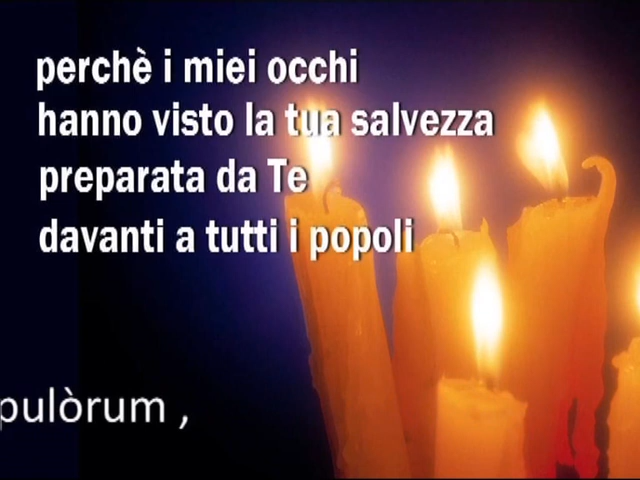 perchè i miei occhi
hanno visto la tua salvezza
preparata da Te
davanti a tutti i popoli
pulòrum ,